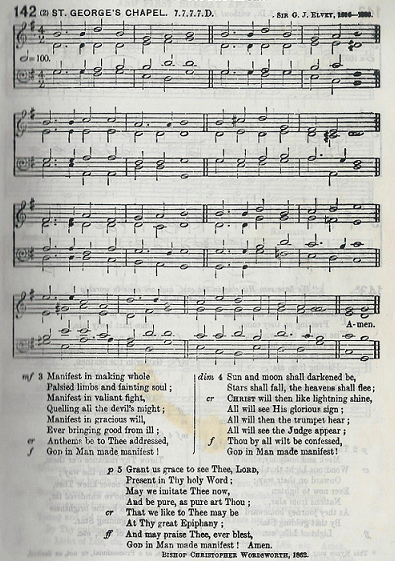 142 (2) ST. GEORGE'S CHAPEL. 7.7.7.7.D. SIR G. J. ELVEY,
=100.
A-men.
mf 3 Manifest in making whole
Palsied limbs and fainting soul;
Manifest in valiant fight,
Quelling all the devil's might;
Manifest in gracious will,
Ever bringing good from ill;
cr Anthems be to Thee addressed,
f GOD in Man made manifest!
dim 4 Sun and moon shall darkened be,
Stars shall fall, the heavens shall flee;
cr CHRIST will then like lightning shine,
All will see His glorious sign;
All will then the trumpet hear;
All will see the Judge appear;
f Thou by all wilt be confessed,
GOD in Man made manifest!
p 5 Grant us grace to see Thee, LORD,
Present in Thy holy Word;
May we imitate Thee now,
And be pure, as pure art Thou;
cr That we like to Thee may be
At Thy great Epiphany;
ff And may praise Thee, ever blest,
GOD in Man made manifest! Amen.
BISHOP CHRISTOPHER WORDSWORTH, 1862.